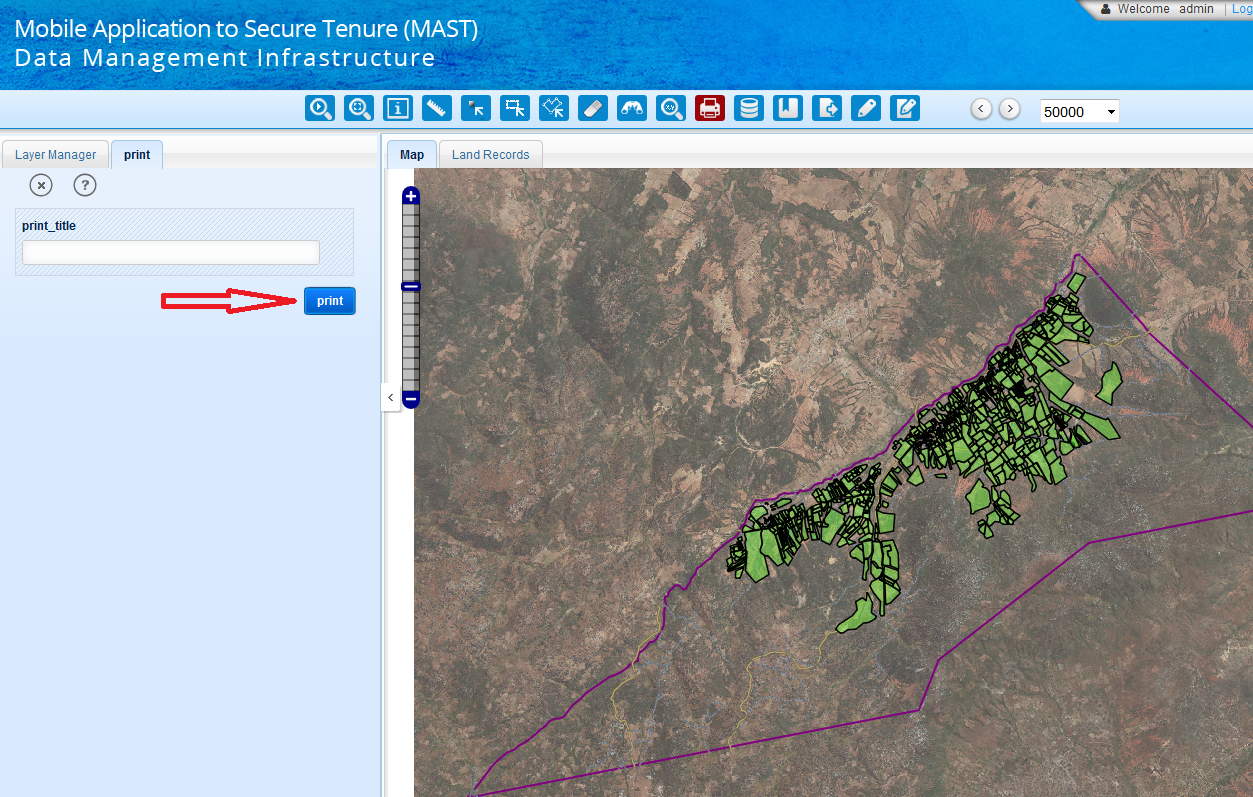 Mobile Application to Secure Tenure (MAST)
Data Management Infrastructure
Welcome admin | Log
50000
Layer Manager
print
Map
Land Records
?
print_title
print